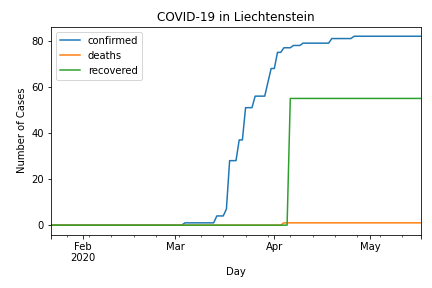 COVID-19 in Liechtenstein
confirmed
deaths
recovered
Number of Cases
80
60
40
20
0
Feb Mar Apr May
2020
Day